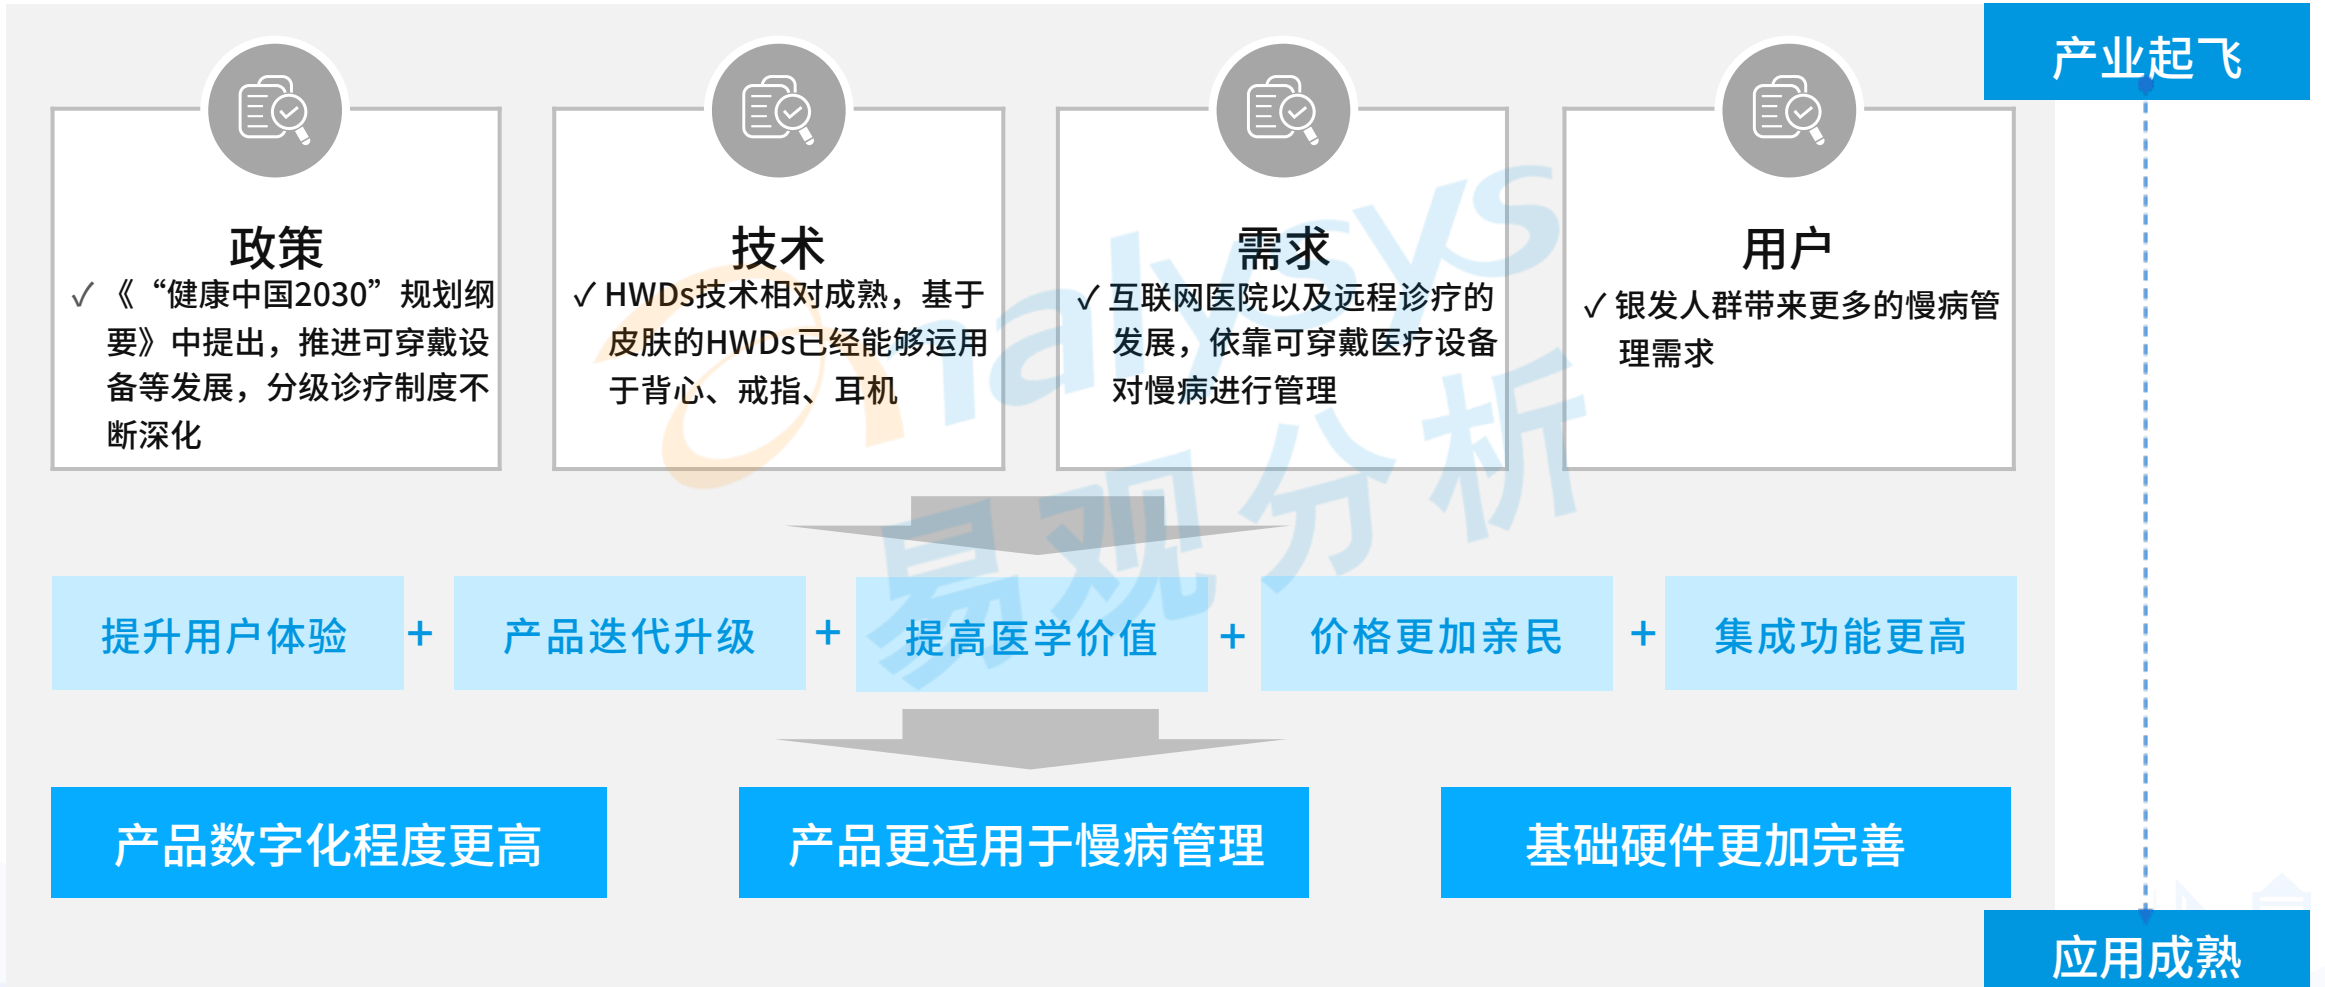 产业起飞
政策
✓《“健康中国2030”规划纲
要》中提出，推进可穿戴设
备等发展，分级诊疗制度不
断深化
技术
✓HWDs技术相对成熟，基于
皮肤的HWDs已经能够运用
于背心、戒指、耳机
需求
✓互联网医院以及远程诊疗的
发展，依靠可穿戴医疗设备
对慢病进行管理
用户
✓银发人群带来更多的慢病管
理需求
analysys
易观分析
提升用户体验 + 产品迭代升级 + 提高医学价值 + 价格更加亲民 + 集成功能更高
产品数字化程度更高
产品更适用于慢病管理
基础硬件更加完善
应用成熟